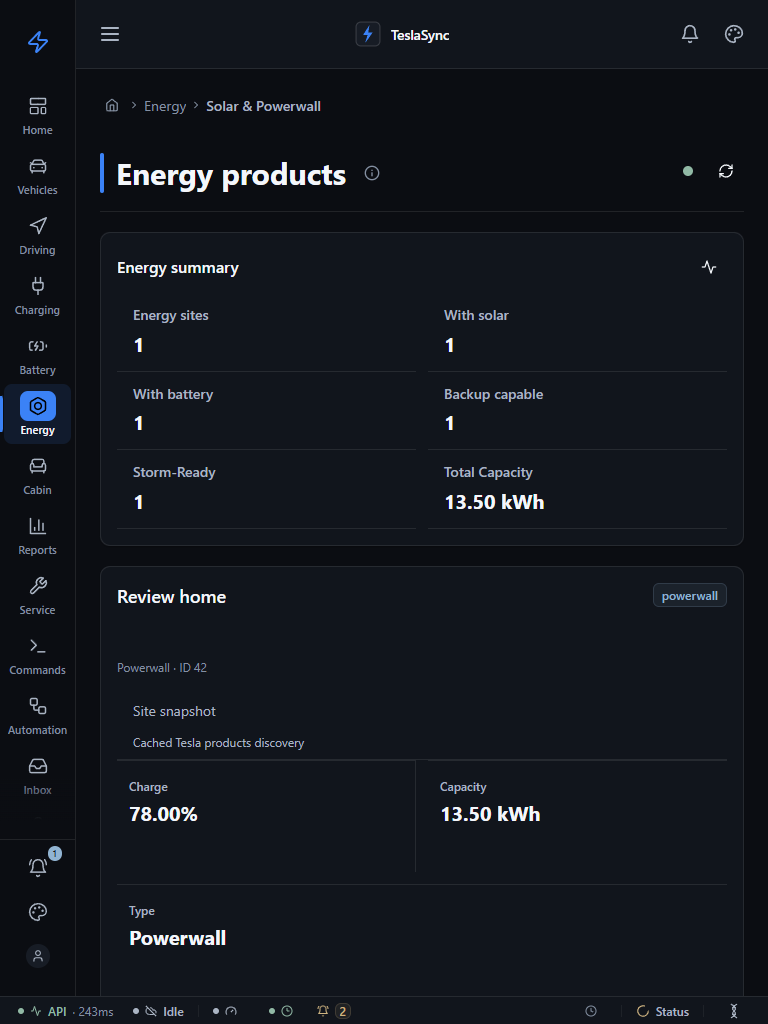 TeslaSync
Home
Vehicles
Driving
Charging
Battery
Energy
Cabin
Reports
Service
Commands
Automation
Inbox
1
Energy
Solar & Powerwall
Energy products
Energy summary
Energy sites
1
With solar
1
With battery
1
Backup capable
1
Storm-Ready
1
Total Capacity
13.50 kWh
Review home
powerwall
Powerwall · ID 42
Site snapshot
Cached Tesla products discovery
Charge
78.00%
Capacity
13.50 kWh
Type
Powerwall
API · 243ms
Idle
2
Status